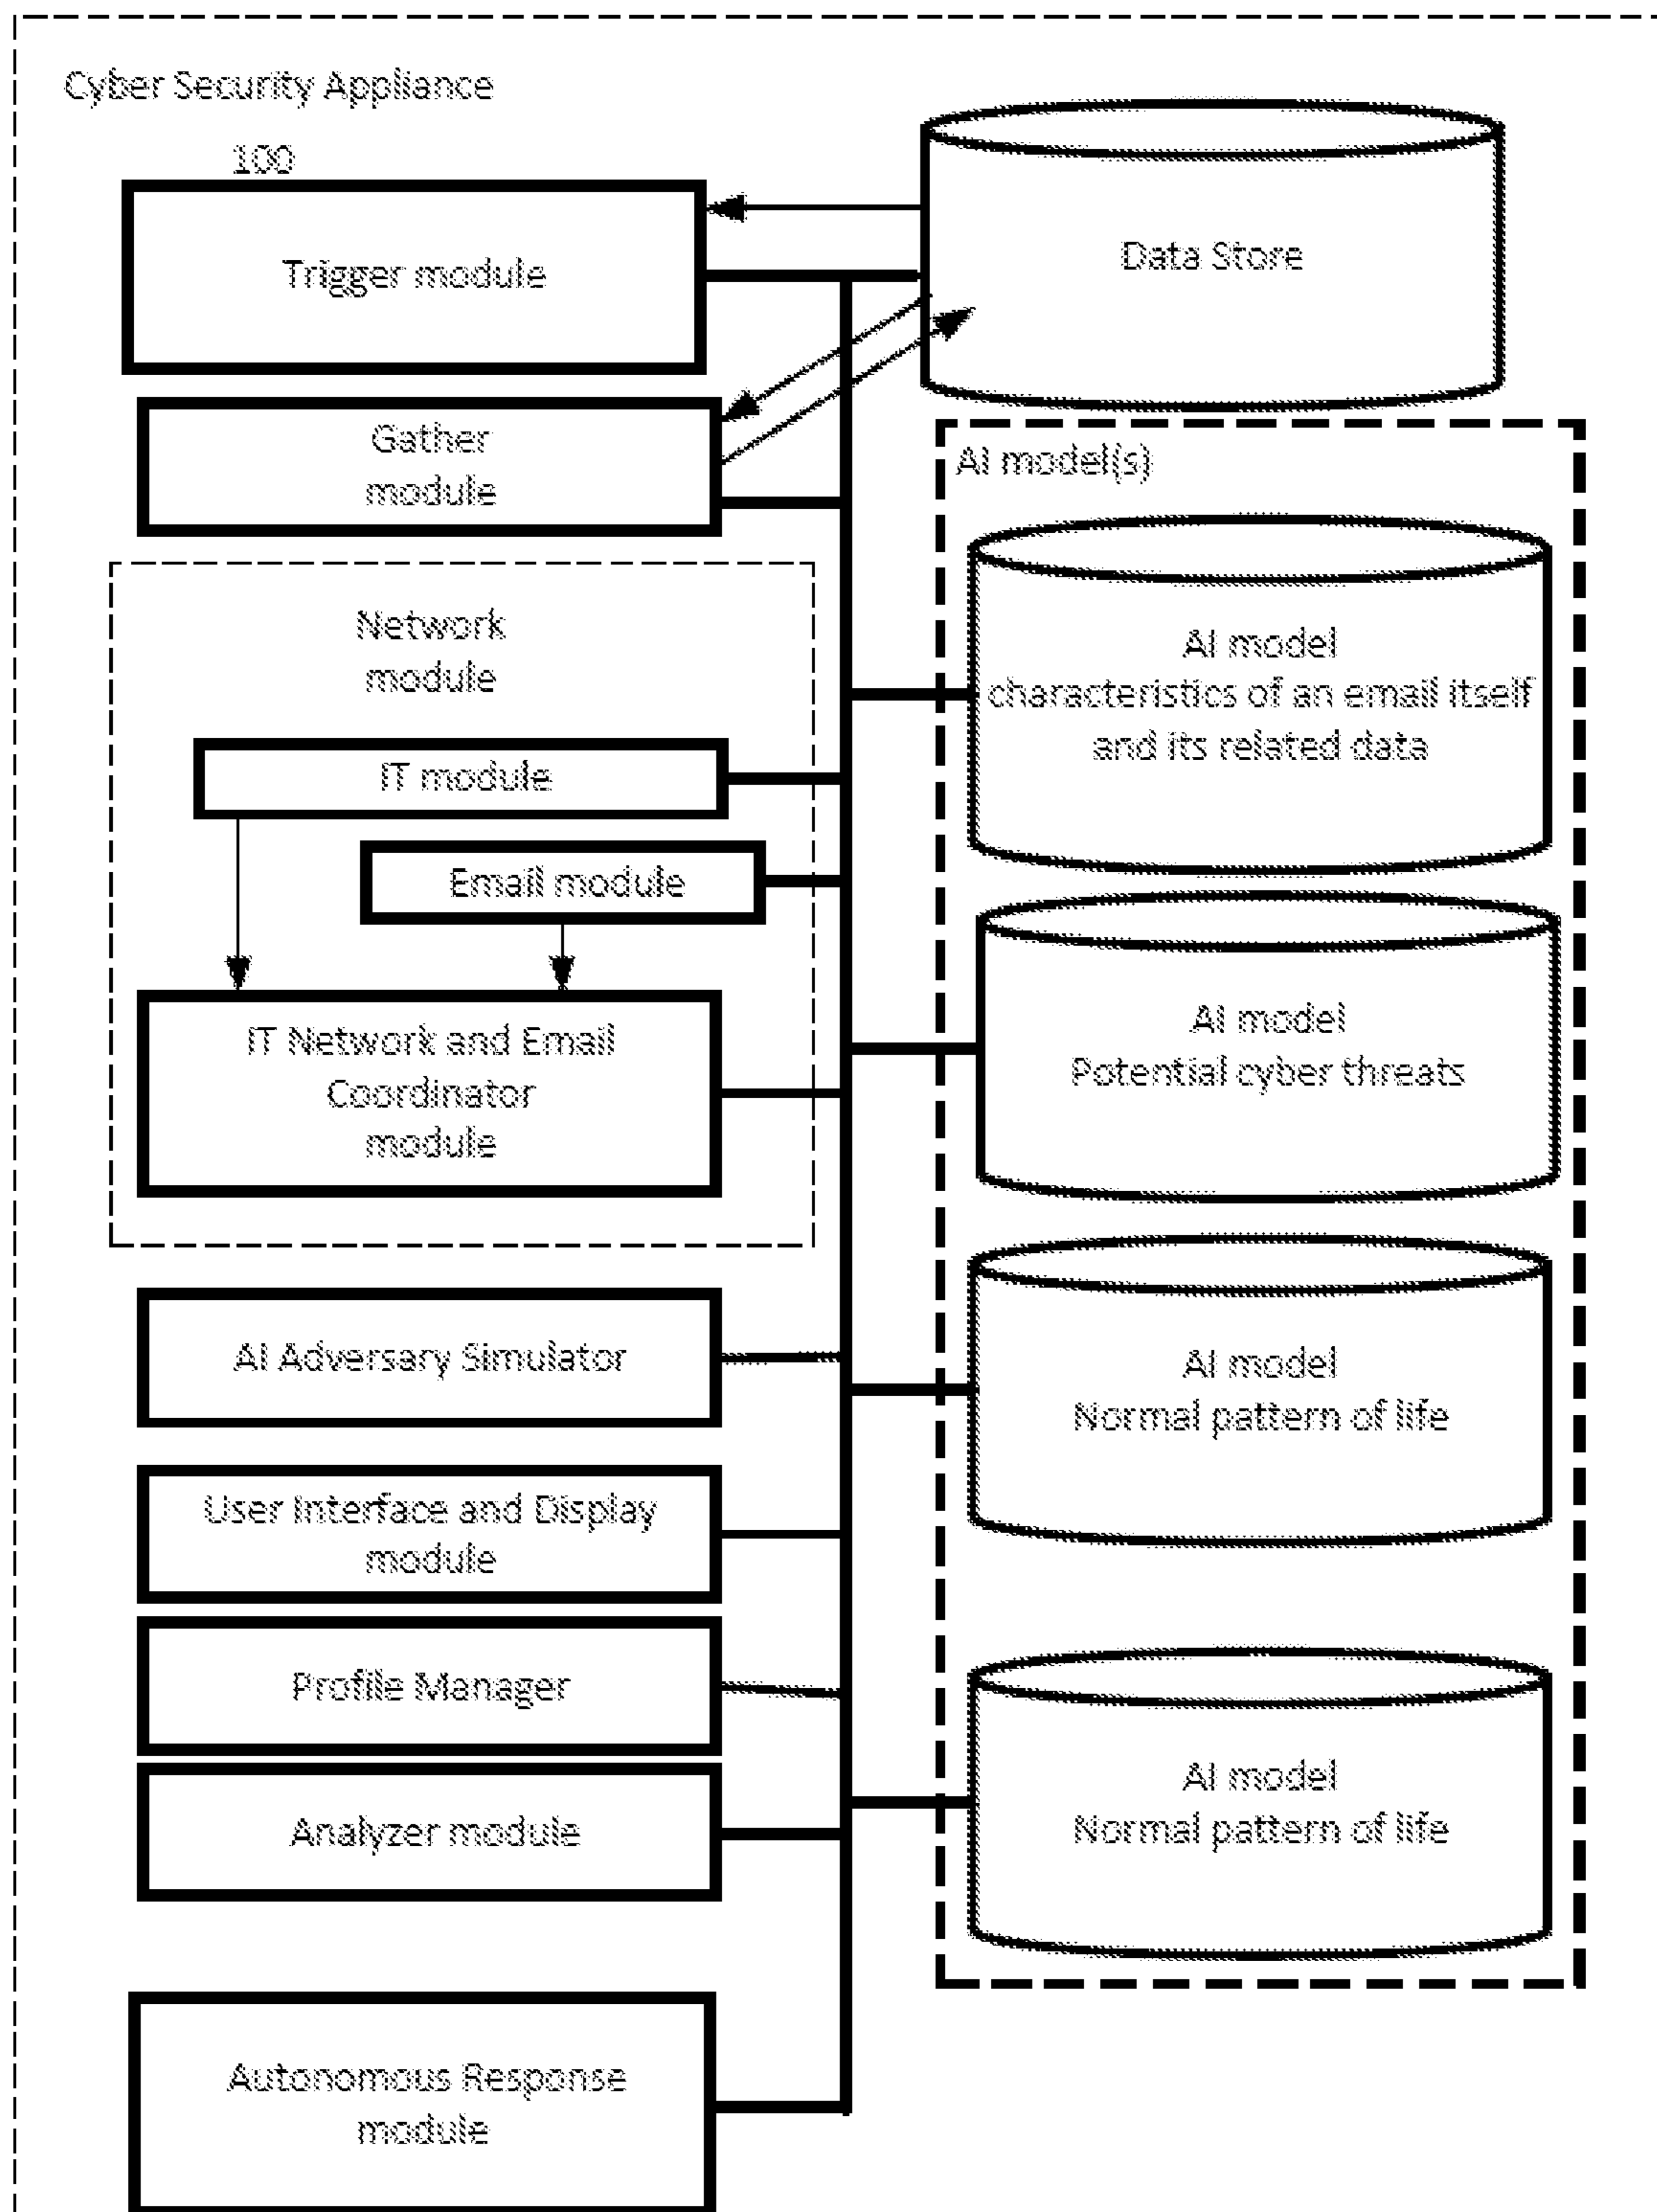 Cyber Security Appliance
100
Trigger module
Data Store
Gather
module
AI model(s)
Network
module
IT module
Email module
IT Network and Email
Coordinator
module
AI model
characteristics of an email itself
and its related data
AI model
Potential cyber threats
AI Adversary Simulator
User Interface and Display
module
Profile Manager
Analyzer module
AI model
Normal pattern of life
AI model
Normal pattern of life
Autonomous Response
module